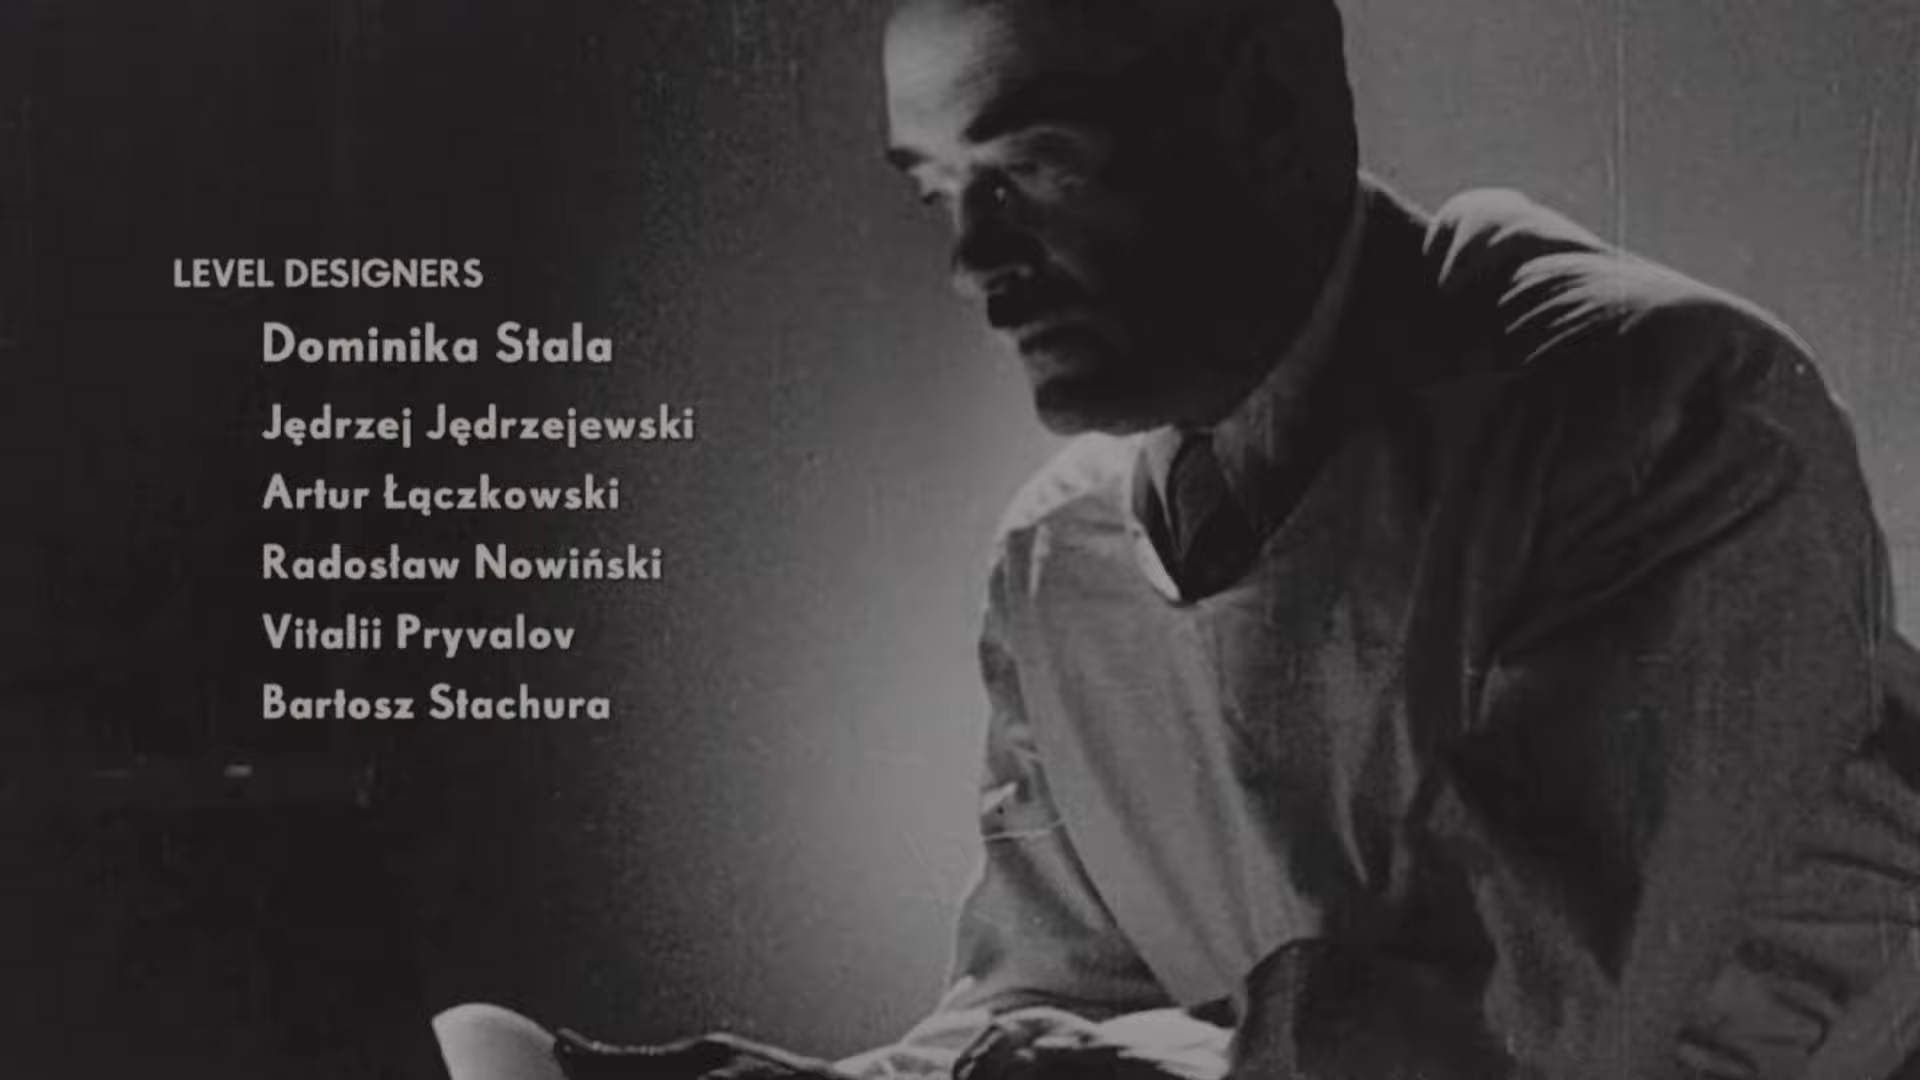 LEVEL DESIGNERS
Dominika Stala
Jędrzej Jędrzejewski
Artur Łączkowski
Radosław Nowiński
Vitalii Pryvalov
Bartosz Stachura